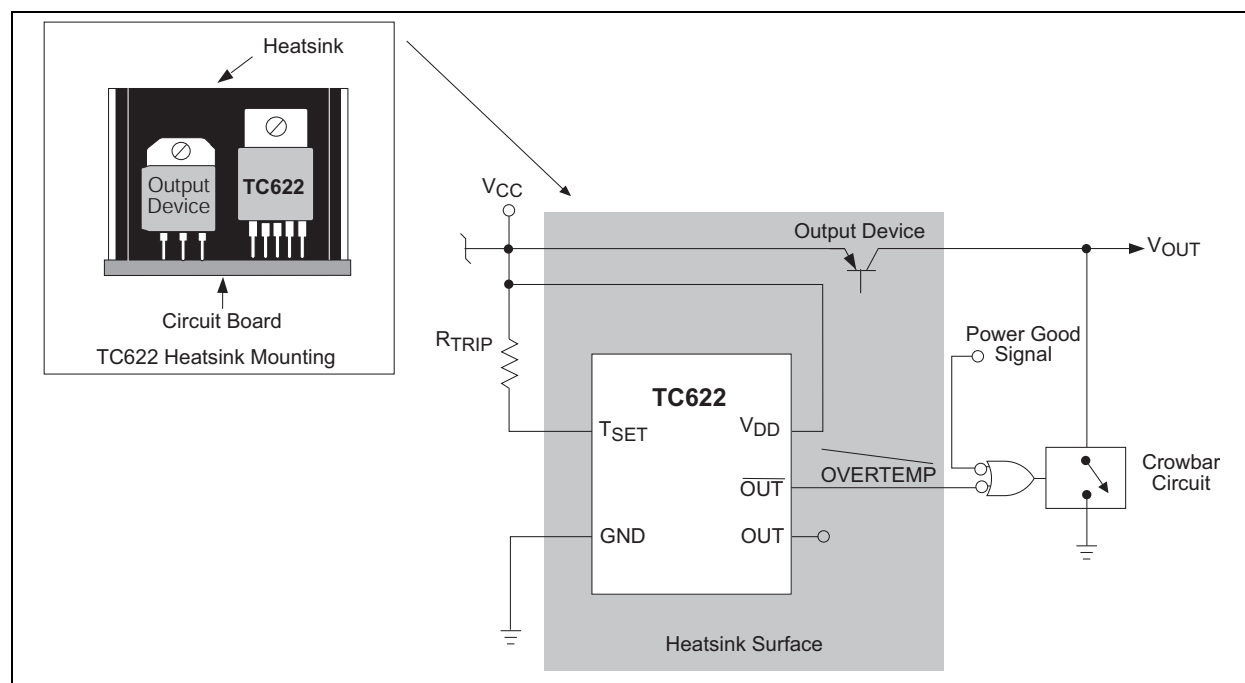 Heatsink
Output
Device
TC622
Circuit Board
TC622 Heatsink Mounting
VCC
Output Device
VOUT
RTRIP
Power Good
Signal
TC622
TSET
VDD
OVERTEMP
OUT
Crowbar
Circuit
GND
OUT
Heatsink Surface